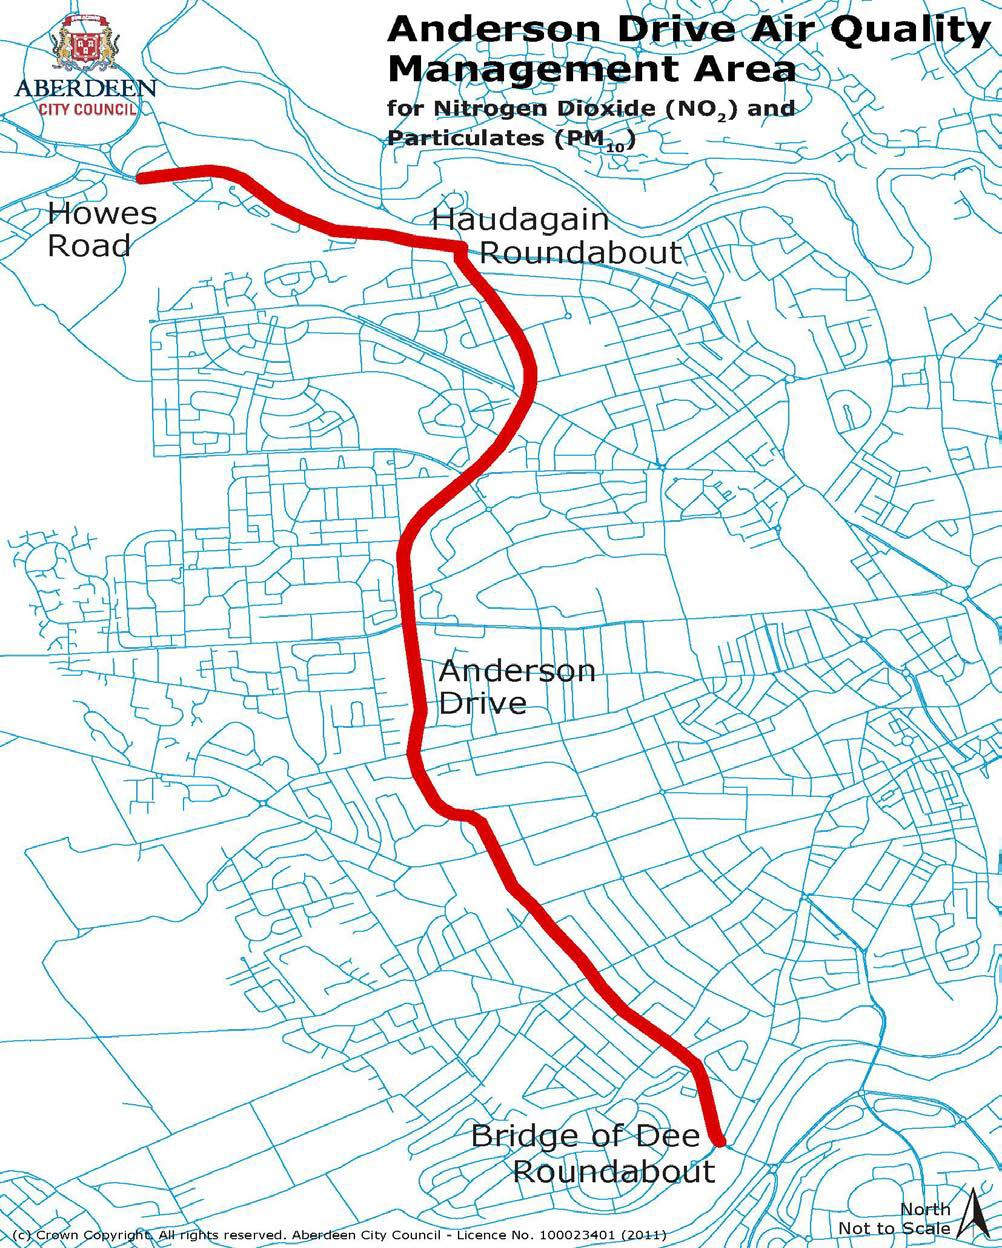 ABERDEEN
CITY COUNCIL
Anderson Drive Air Quality
Management Area
for Nitrogen Dioxide (NO₂) and
Particulates (PM₁₀)
Howes
Road
Haudagain
Roundabout
Anderson
Drive
Bridge of Dee
Roundabout
North
Not to Scale
(c) Crown Copyright. All rights reserved. Aberdeen City Council - Licence No. 100023401 (2011)